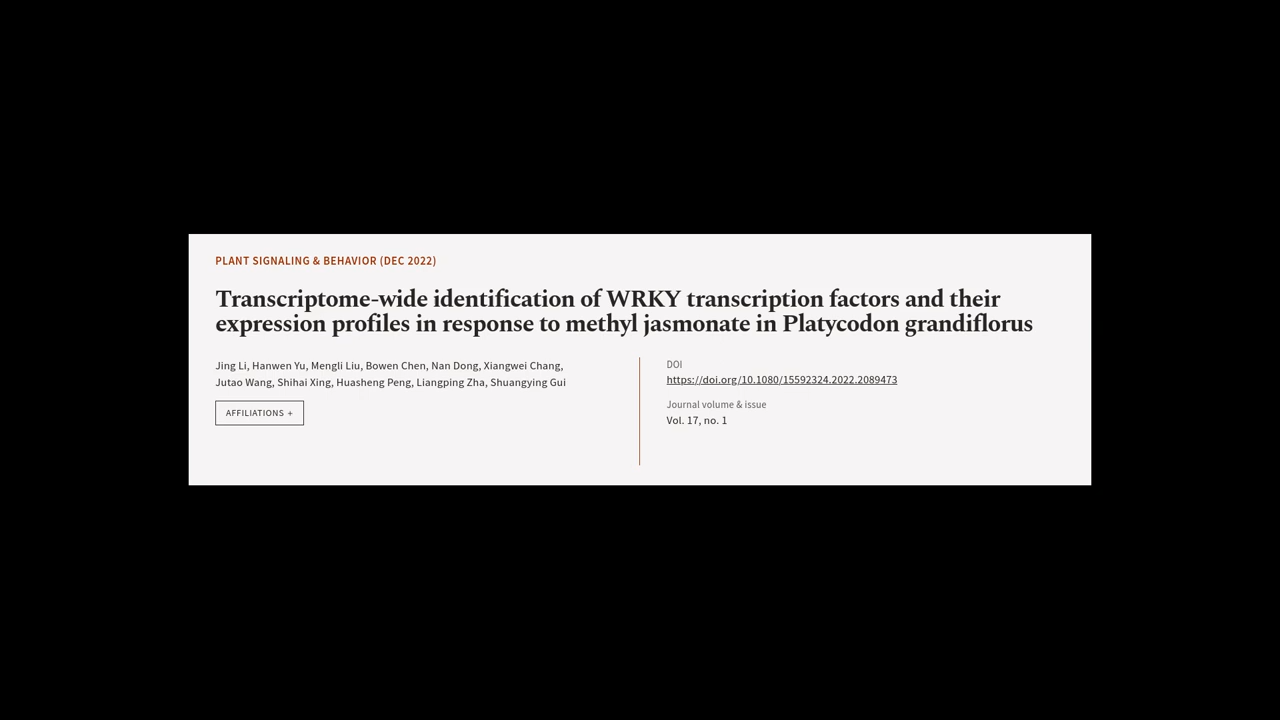 PLANT SIGNALING & BEHAVIOR (DEC 2022)
Transcriptome-wide identification of WRKY transcription factors and their
expression profiles in response to methyl jasmonate in Platycodon grandiflorus
Jing Li, Hanwen Yu, Mengli Liu, Bowen Chen, Nan Dong, Xiangwei Chang,
Jutao Wang, Shihai Xing, Huasheng Peng, Liangping Zha, Shuangying Gui
AFFILIATIONS +
DOI
https://doi.org/10.1080/15592324.2022.2089473
Journal volume & issue
Vol. 17, no. 1